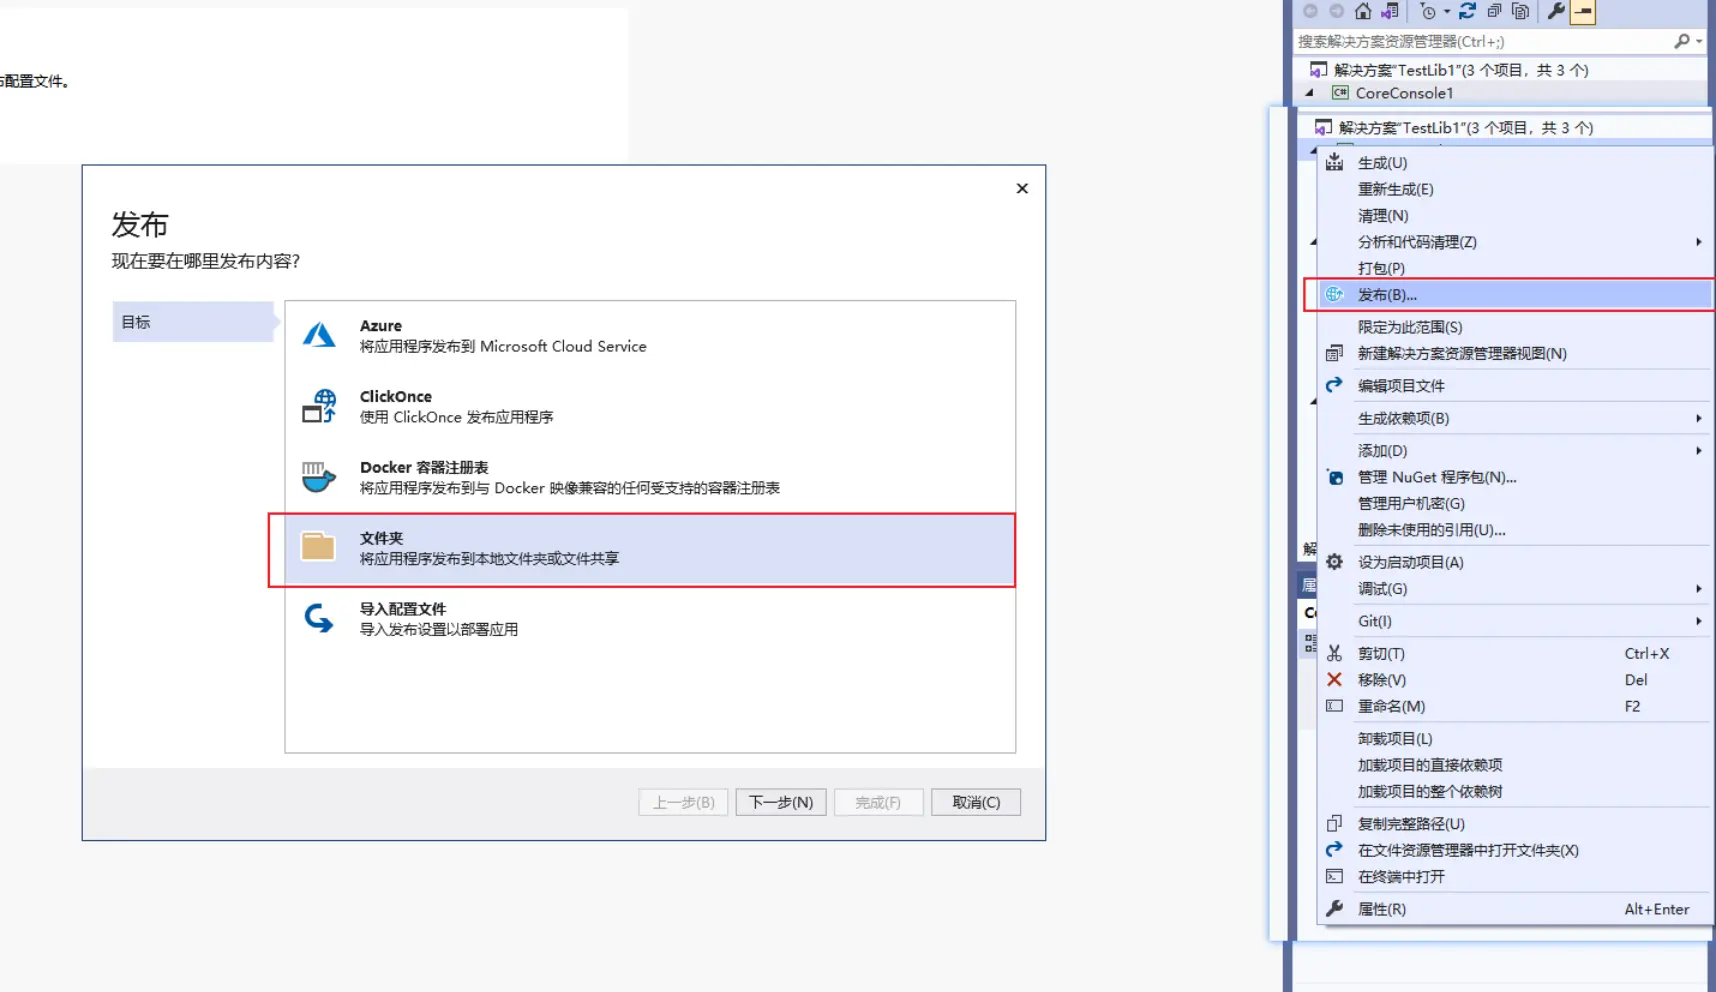 布配置文件。
发布
现在要在哪里发布内容?
目标
Azure
将应用程序发布到 Microsoft Cloud Service
ClickOnce
使用 ClickOnce 发布应用程序
Docker 容器注册表
将应用程序发布到与 Docker 映像兼容的任何受支持的容器注册表
文件夹
将应用程序发布到本地文件夹或文件共享
导入配置文件
导入发布设置以部署应用
上一步(B)
下一步(N)
完成(F)
取消(C)
搜索解决方案资源管理器(Ctrl+;)
解决方案"TestLib1"(3 个项目，共 3 个)
C# CoreConsole1
解决方案"TestLib1"(3 个项目，共 3 个)
生成(U)
重新生成(E)
清理(N)
分析和代码清理(Z)
打包(P)
发布(B)...
限定为此范围(S)
新建解决方案资源管理器视图(N)
编辑项目文件
生成依赖项(B)
添加(D)
管理 NuGet 程序包(N)...
管理用户机密(G)
删除未使用的引用(U)...
解
设为启动项目(A)
属
调试(G)
Git(I)
剪切(T) Ctrl+X
移除(V) Del
重命名(M) F2
卸载项目(L)
加载项目的直接依赖项
加载项目的整个依赖树
复制完整路径(U)
在文件资源管理器中打开文件夹(X)
在终端中打开
属性(R) Alt+Enter